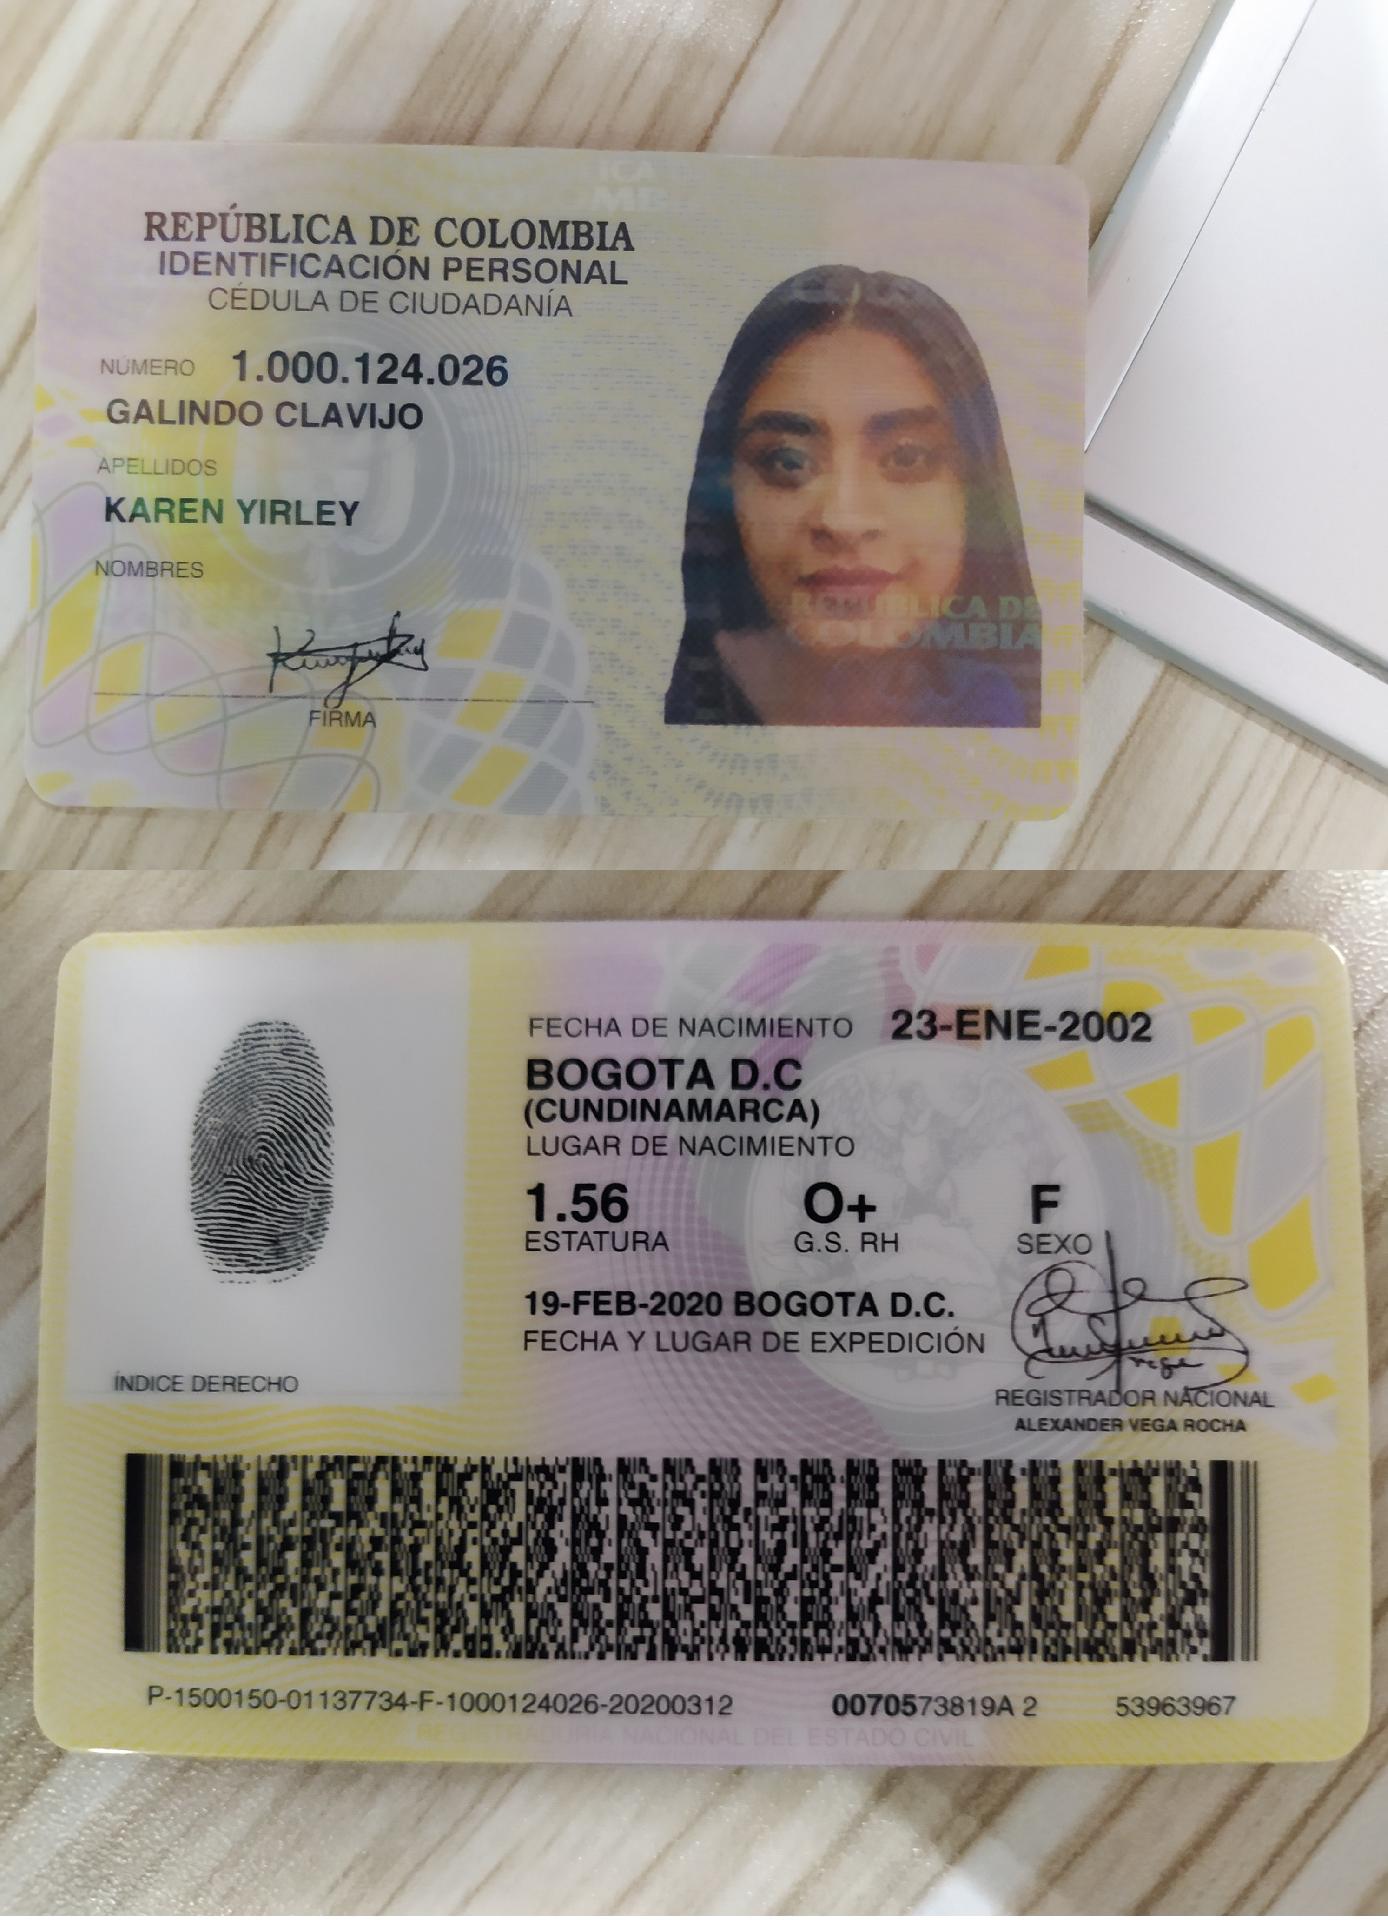 REPÚBLICA DE COLOMBIA
IDENTIFICACIÓN PERSONAL
CÉDULA DE CIUDADANÍA
NÚMERO 1.000.124.026
GALINDO CLAVIJO
APELLIDOS
KAREN YIRLEY
NOMBRES
FIRMA
REPÚBLICA DE
COLOMBIA
FECHA DE NACIMIENTO 23-ENE-2002
BOGOTA D.C
(CUNDINAMARCA)
LUGAR DE NACIMIENTO
1.56 O+ F
ESTATURA G.S. RH SEXO
19-FEB-2020 BOGOTA D.C.
FECHA Y LUGAR DE EXPEDICIÓN
ÍNDICE DERECHO
REGISTRADOR NACIONAL
ALEXANDER VEGA ROCHA
P-1500150-01137734-F-1000124026-20200312 0070573819A 2 53963967
REGISTRADURÍA NACIONAL DEL ESTADO CIVIL